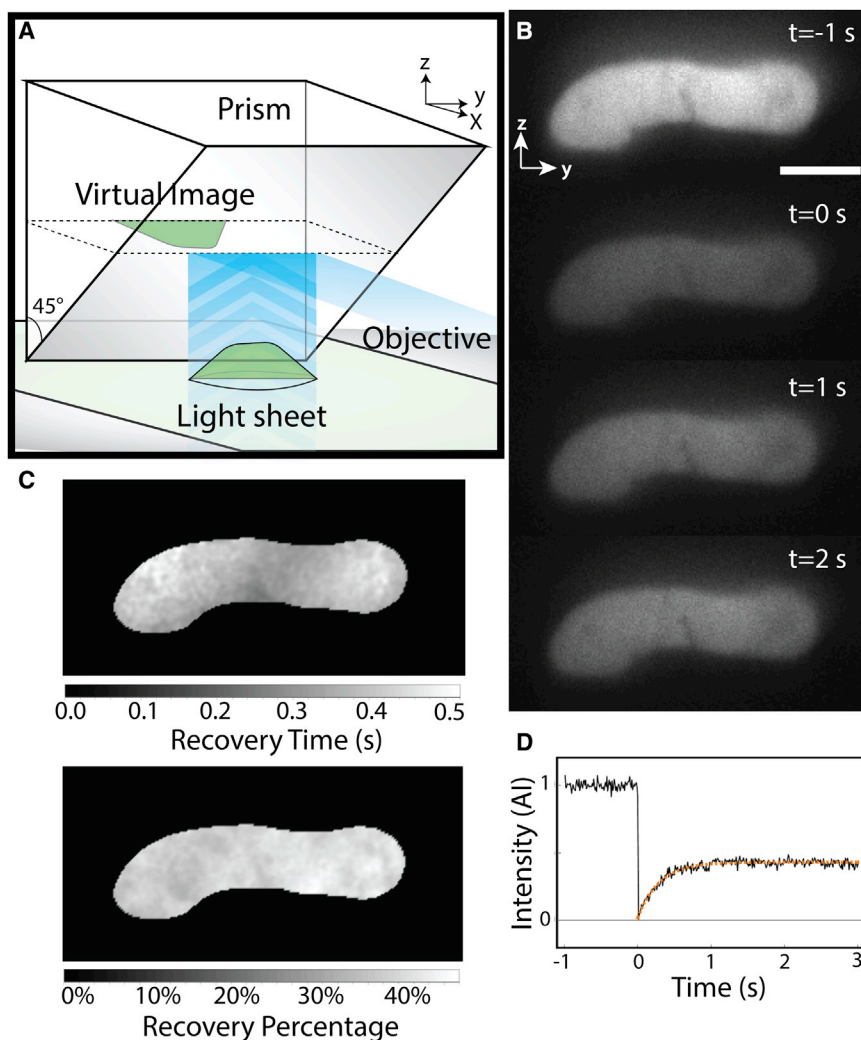 A
z
y
x
Prism
Virtual Image
45°
Objective
Light sheet
B
t=-1 s
z
y
t=0 s
t=1 s
t=2 s
C
0.0 0.1 0.2 0.3 0.4 0.5
Recovery Time (s)
0% 10% 20% 30% 40%
Recovery Percentage
D
Intensity (AI)
1
0
-1 0 1 2 3
Time (s)